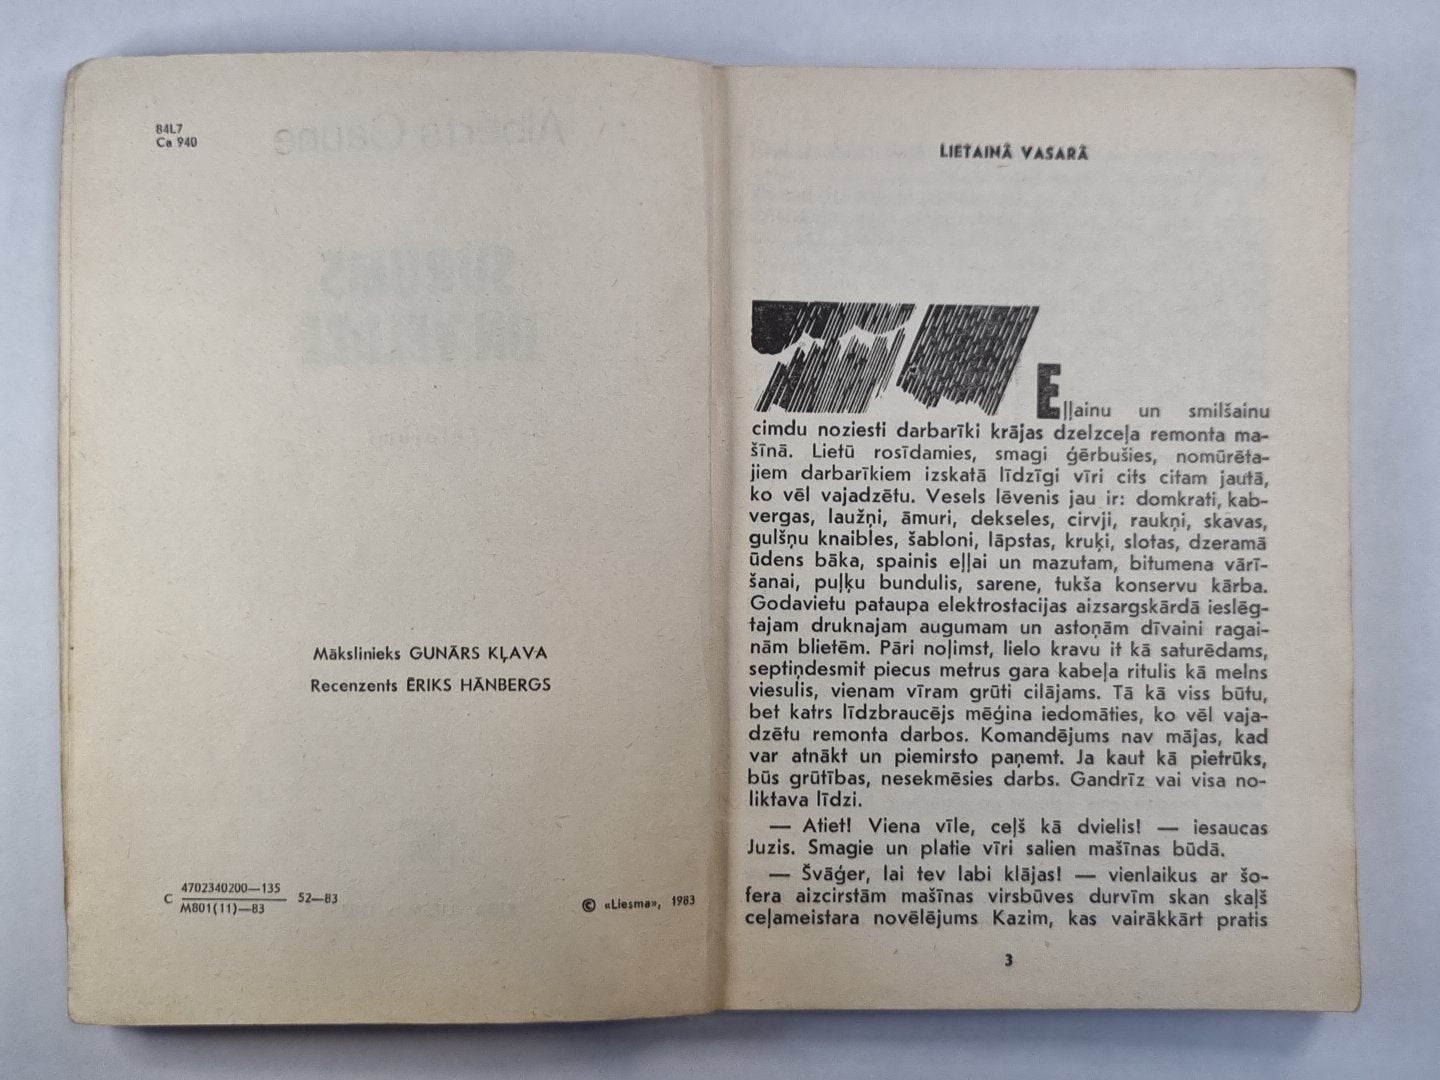 84L7
Ca 940
Mākslinieks GUNĀRS KĻAVA
Recenzents ĒRIKS HĀNBERGS
C 4702340200—135 52—83
M801(11)—83
© «Liesma», 1983
LIETAINĀ VASARĀ
Eļļainu un smilšainu
cimdu noziesti darbarīki krājas dzelzceļa remonta ma-
šīnā. Lietū rosīdamies, smagi ģērbušies, nomūrēta-
jiem darbarīkiem izskatā līdzīgi vīri cits citam jautā,
ko vēl vajadzētu. Vesels lēvenis jau ir: domkrati, kab-
vergas, laužņi, āmuri, dekseles, cirvji, raukņi, skavas,
gulšņu knaibles, šabloni, lāpstas, kruķi, slotas, dzeramā
ūdens bāka, spainis eļļai un mazutam, bitumena vārī-
šanai, puļķu bundulis, sarene, tukša konservu kārba.
Godavietu pataupa elektrostacijas aizsargskārdā ieslēg-
tajam druknajam augumam un astoņām dīvaini ragai-
nām blietēm. Pāri noļimst, lielo kravu it kā saturēdams,
septiņdesmit piecus metrus gara kabeļa ritulis kā melns
viesulis, vienam vīram grūti cilājams. Tā kā viss būtu,
bet katrs līdzbraucējs mēģina iedomāties, ko vēl vaja-
dzētu remonta darbos. Komandējums nav mājas, kad
var atnākt un piemirsto paņemt. Ja kaut kā pietrūks,
būs grūtības, nesekmēsies darbs. Gandrīz vai visa no-
liktava līdzi.
— Atiet! Viena vīle, ceļš kā dvielis! — iesaucas
Juzis. Smagie un platie vīri salien mašīnas būdā.
— Švāģer, lai tev labi klājas! — vienlaikus ar šo-
fera aizcirstām mašīnas virsbūves durvīm skan skaļš
ceļameistara novēlējums Kazim, kas vairākkārt pratis
3